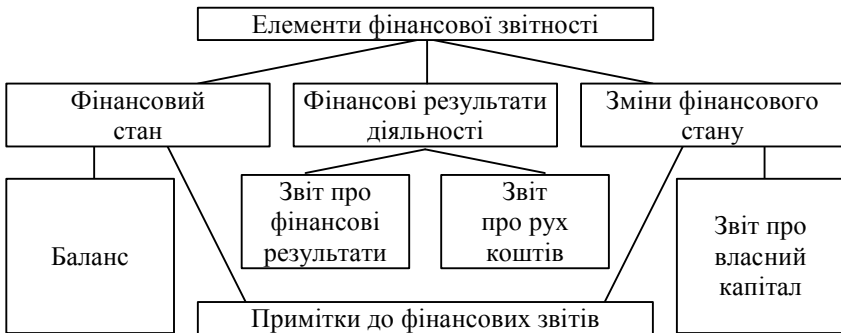 Елементи фінансової звітності
Фінансовий
стан
Фінансові результати
діяльності
Зміни фінансового
стану
Баланс
Звіт про
фінансові
результати
Звіт
про рух
коштів
Звіт про
власний
капітал
Примітки до фінансових звітів